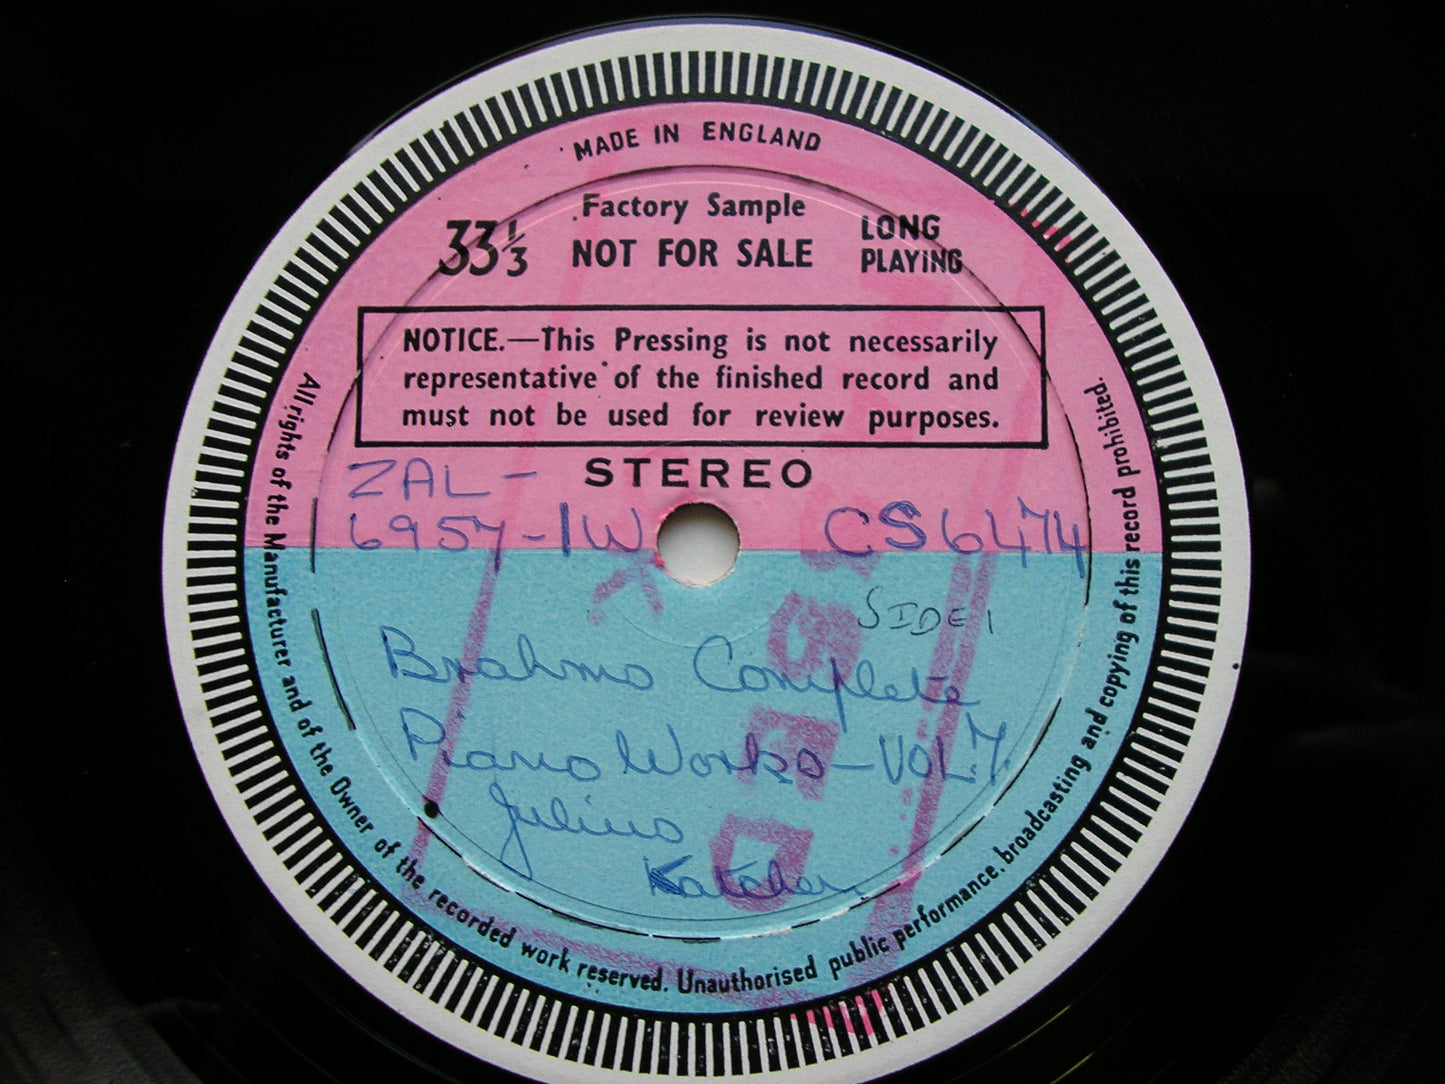 MADE IN ENGLAND
Factory Sample
33 1/3 NOT FOR SALE LONG PLAYING
NOTICE.—This Pressing is not necessarily
representative of the finished record and
must not be used for review purposes.
STEREO
ZAL-
6957-1W CS6474
SIDE 1
Brahms Complete
Piano Works - VOL. 7.
Julius
Katchen
All rights of the Manufacturer and of the Owner of the recorded work reserved. Unauthorised public performance, broadcasting and copying of this record prohibited.